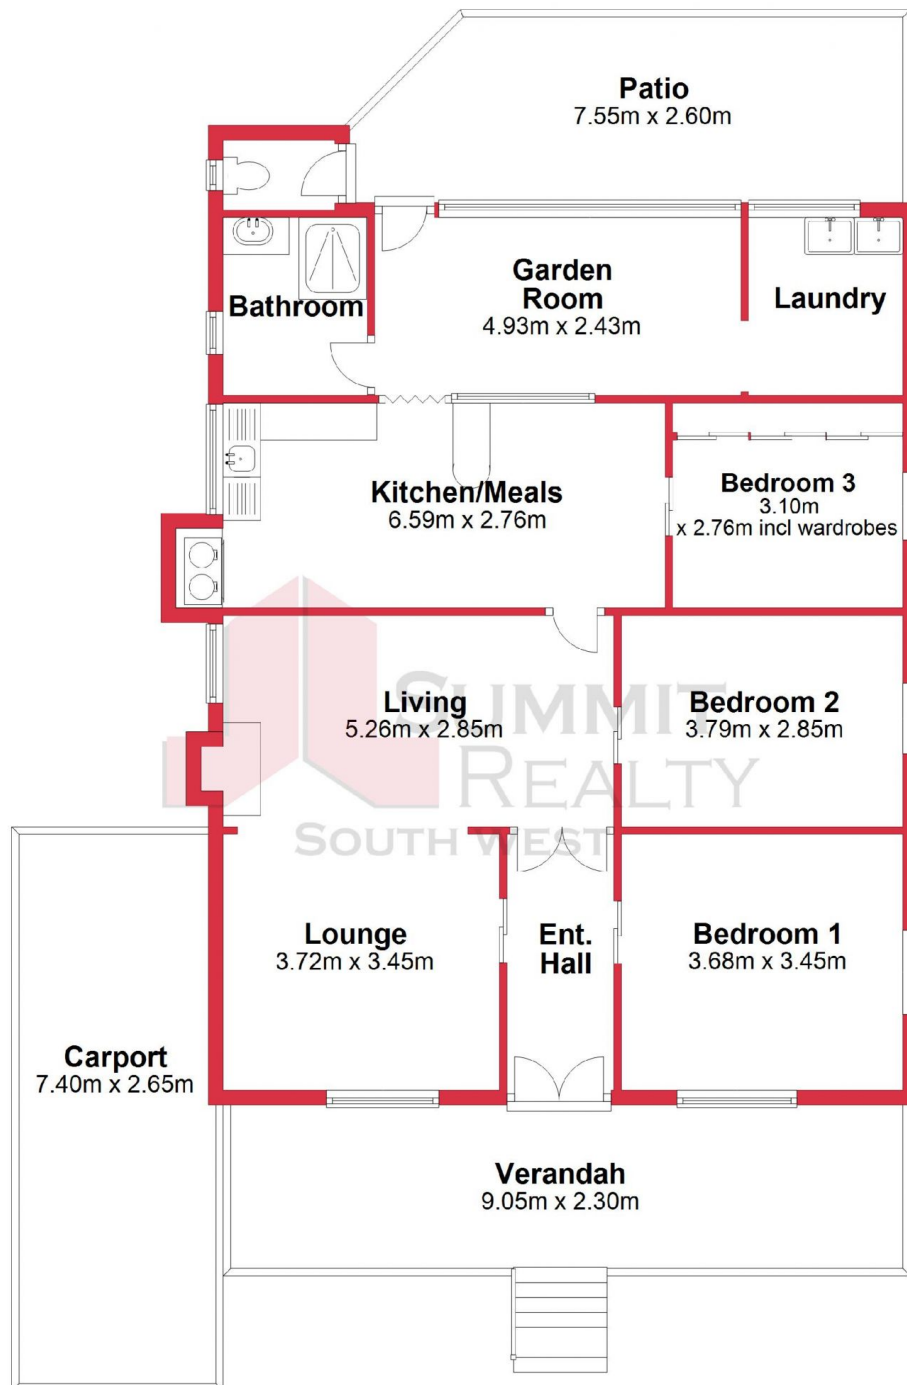 Patio
7.55m x 2.60m
Garden
Room
4.93m x 2.43m
Laundry
Bathroom
Kitchen/Meals
6.59m x 2.76m
Bedroom 3
3.10m
x 2.76m incl wardrobes
Living
5.26m x 2.85m
Bedroom 2
3.79m x 2.85m
SUMMIT
REALTY
SOUTH WEST
Lounge
3.72m x 3.45m
Ent.
Hall
Bedroom 1
3.68m x 3.45m
Carport
7.40m x 2.65m
Verandah
9.05m x 2.30m